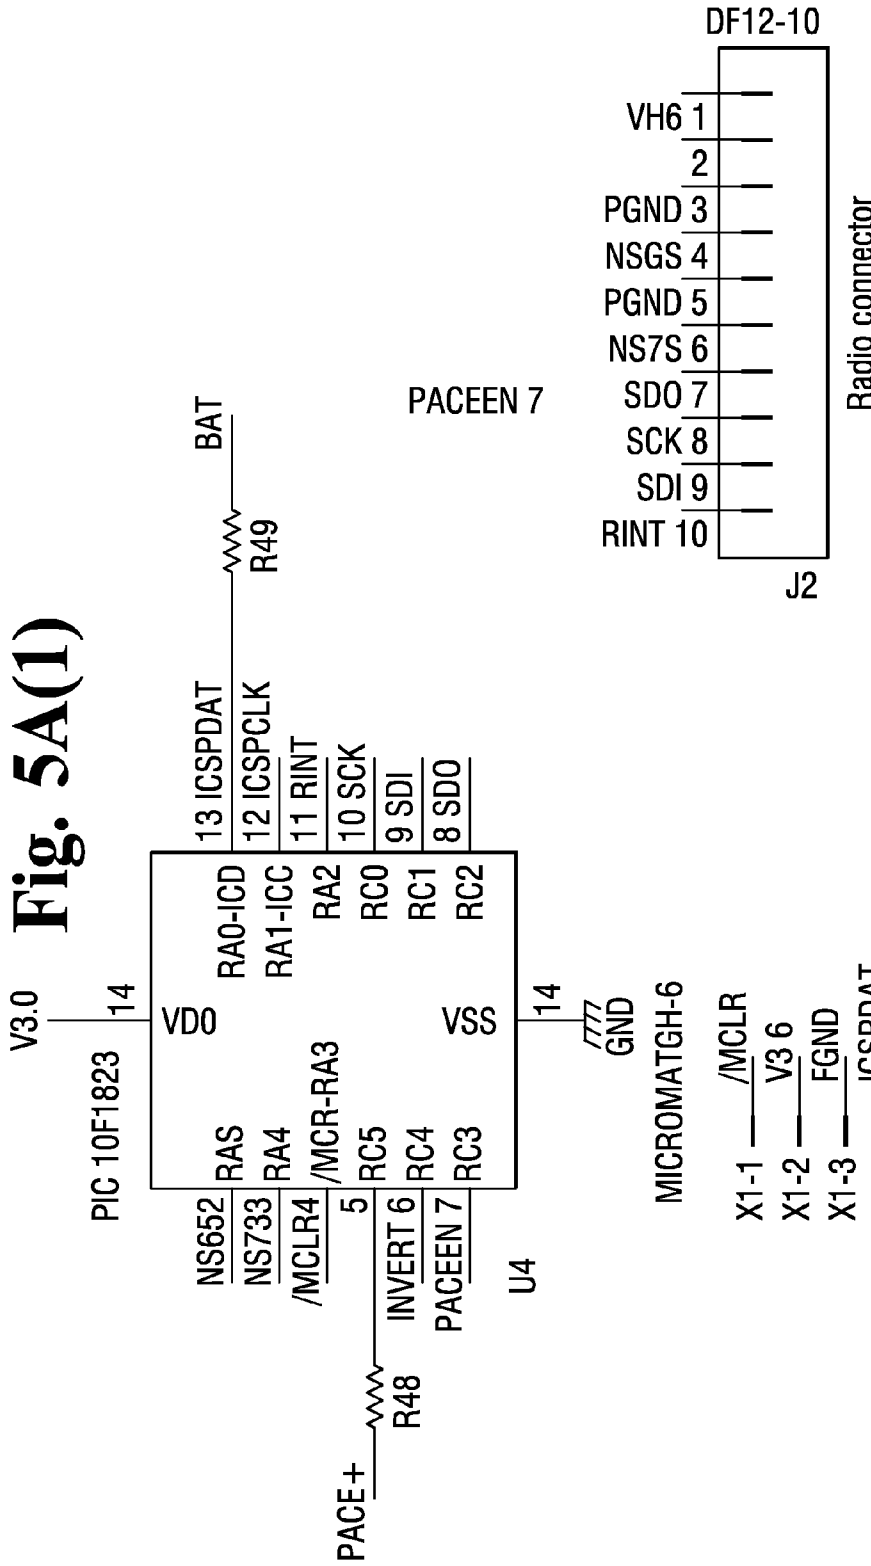 Fig. 5A(1)
V3.0
14
PIC 10F1823
VD0
VSS
14
GND
NS652
RAS
NS733
RA4
/MCLR4
/MCR-RA3
5
RC5
INVERT 6
RC4
PACEEN 7
RC3
U4
PACE+
R48
RA0-ICD
13 ICSPDAT
RA1-ICC
12 ICSPCLK
RA2
11 RINT
RC0
10 SCK
RC1
9 SDI
RC2
8 SDO
R49
BAT
PACEEN 7
DF12-10
VH6 1
2
PGND 3
NSGS 4
PGND 5
NS7S 6
SDO 7
SCK 8
SDI 9
RINT 10
J2
Radio connector
MICROMATGH-6
X1-1 /MCLR
X1-2 V3 6
X1-3 FGND
ICSPDAT